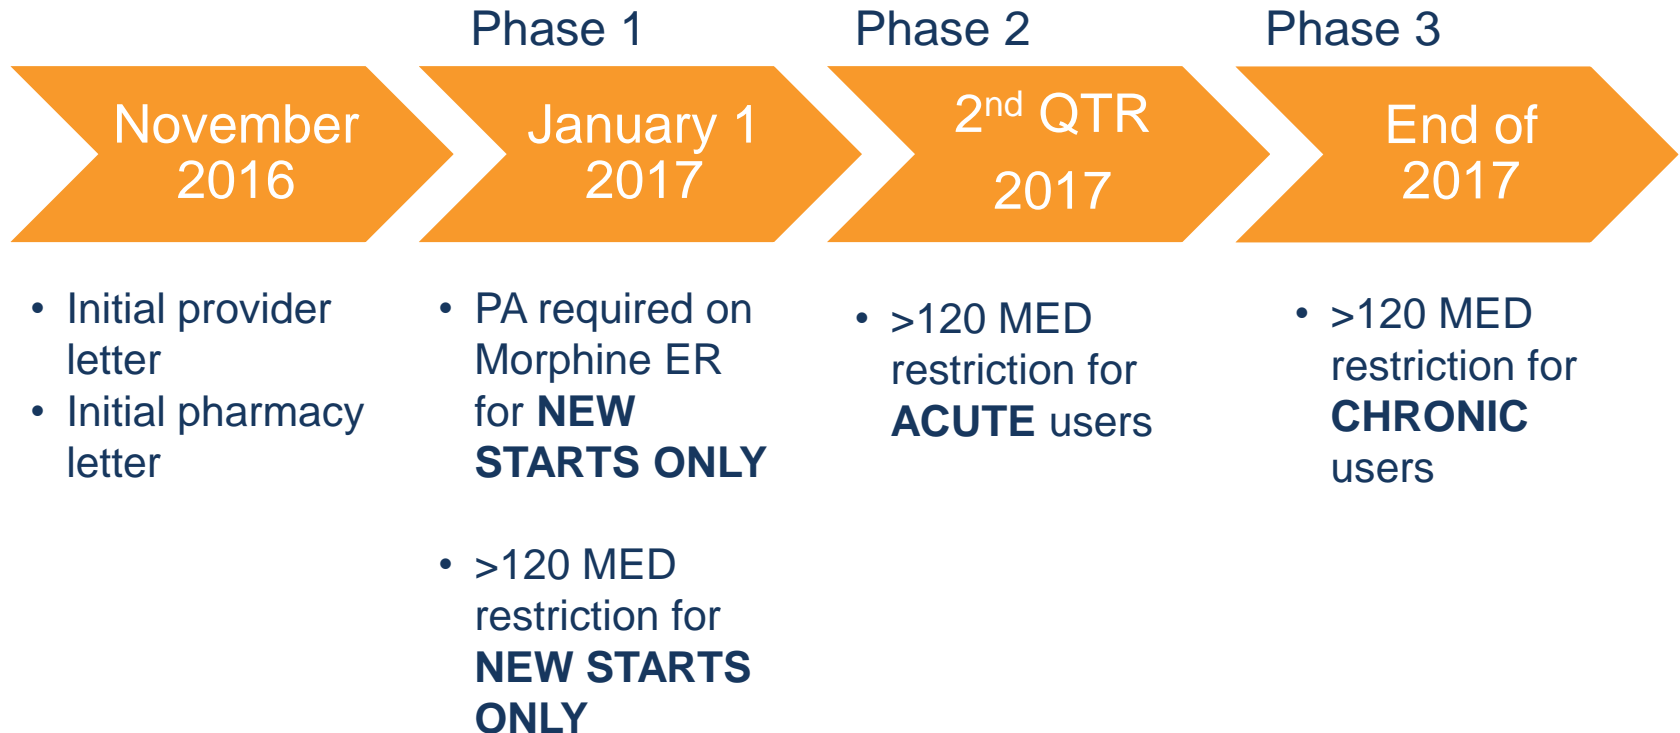 Phase 1
Phase 2
Phase 3
November
2016
January 1
2017
2nd QTR
2017
End of
2017
• Initial provider
letter
• Initial pharmacy
letter
• PA required on
Morphine ER
for NEW
STARTS ONLY
• >120 MED
restriction for
NEW STARTS
ONLY
• >120 MED
restriction for
ACUTE users
• >120 MED
restriction for
CHRONIC
users